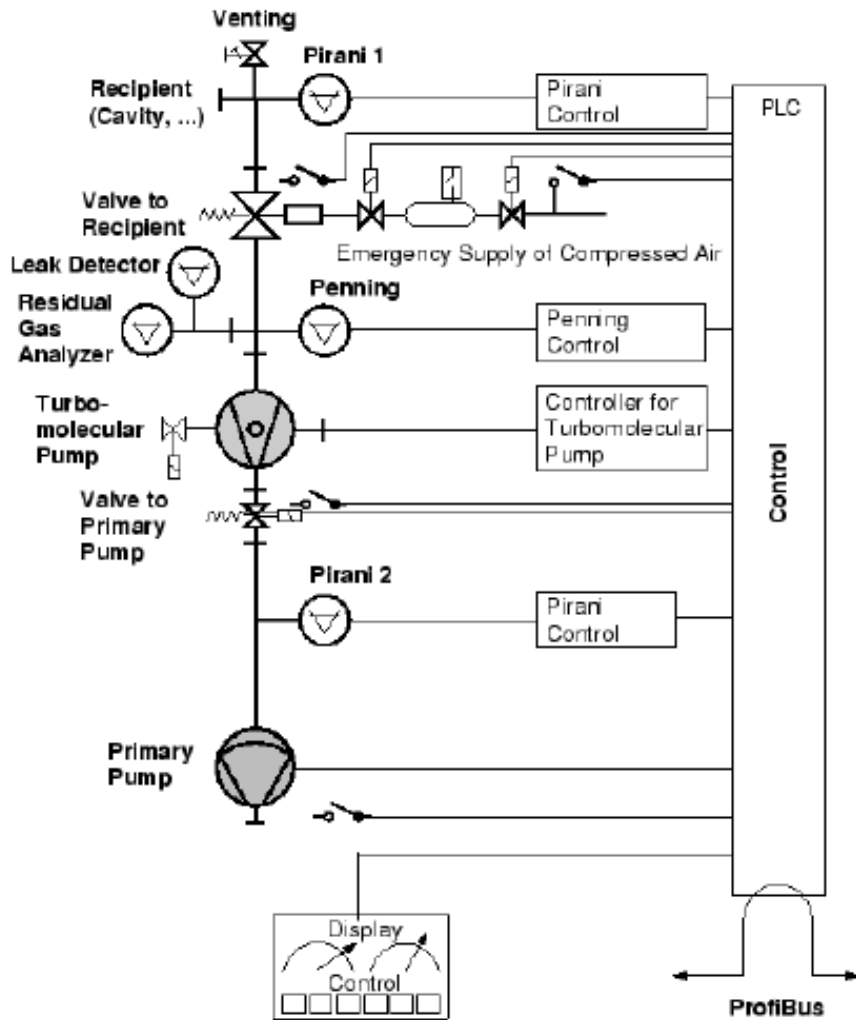 Venting
Pirani 1
Recipient
(Cavity, ...)
Pirani
Control
PLC
Valve to
Recipient
Emergency Supply of Compressed Air
Leak Detector
Residual
Gas
Analyzer
Penning
Penning
Control
Turbo-
molecular
Pump
Controller for
Turbomolecular
Pump
Control
Valve to
Primary
Pump
Pirani 2
Pirani
Control
Primary
Pump
Display
Control
ProfiBus